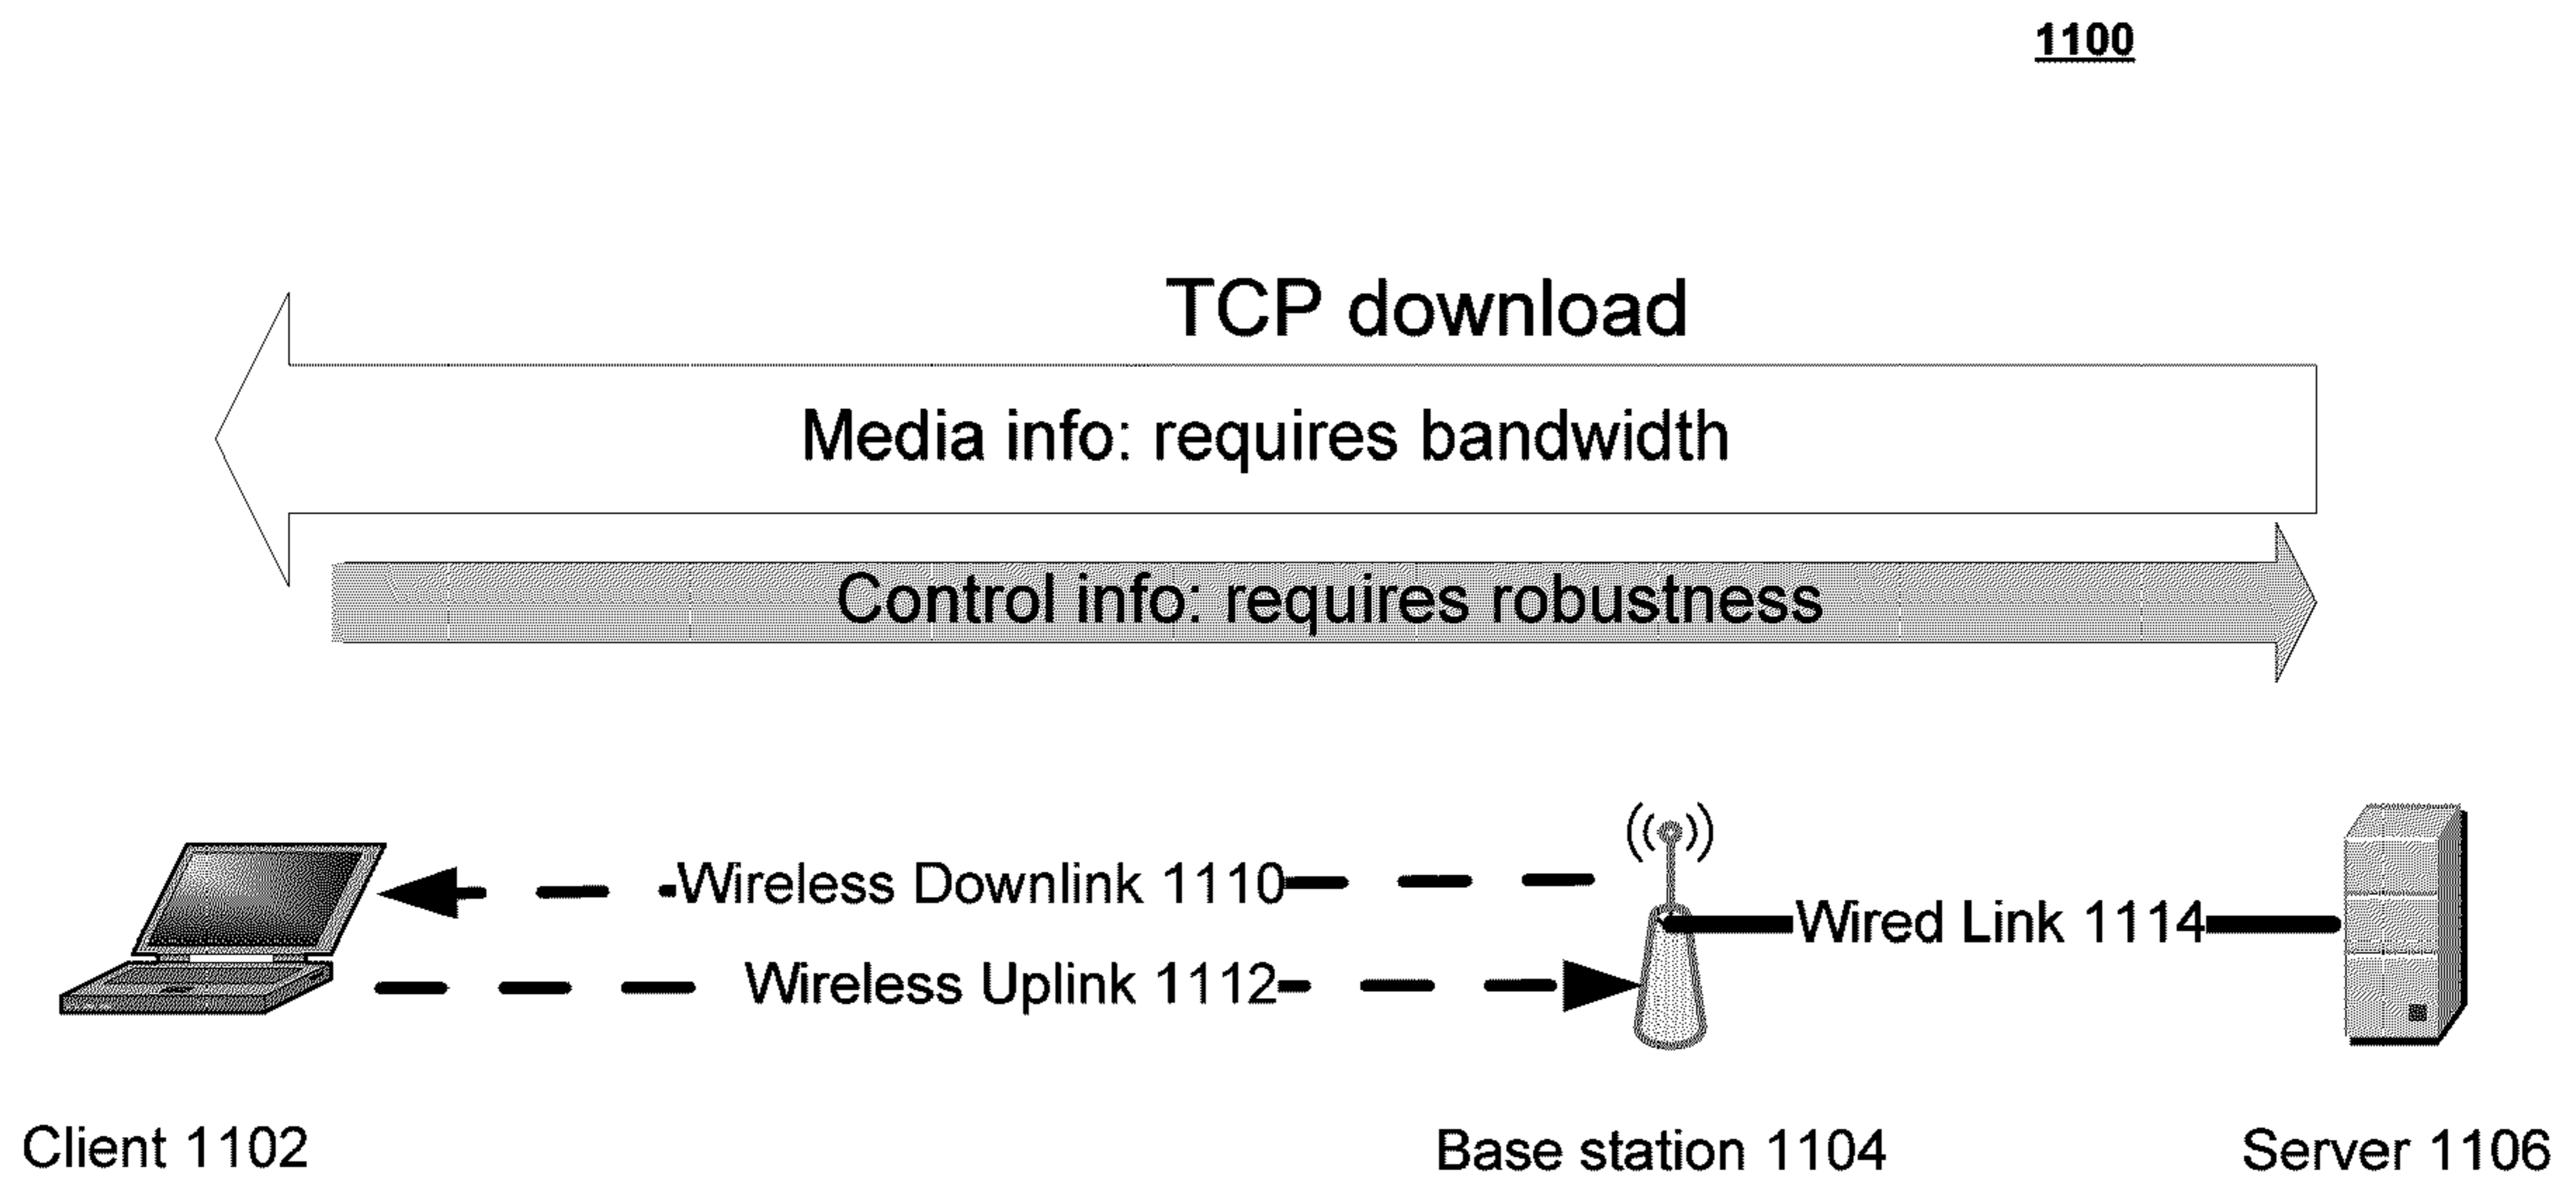 1100
TCP download
Media info: requires bandwidth
Control info: requires robustness
Wireless Downlink 1110
Wired Link 1114
Wireless Uplink 1112
Client 1102
Base station 1104
Server 1106